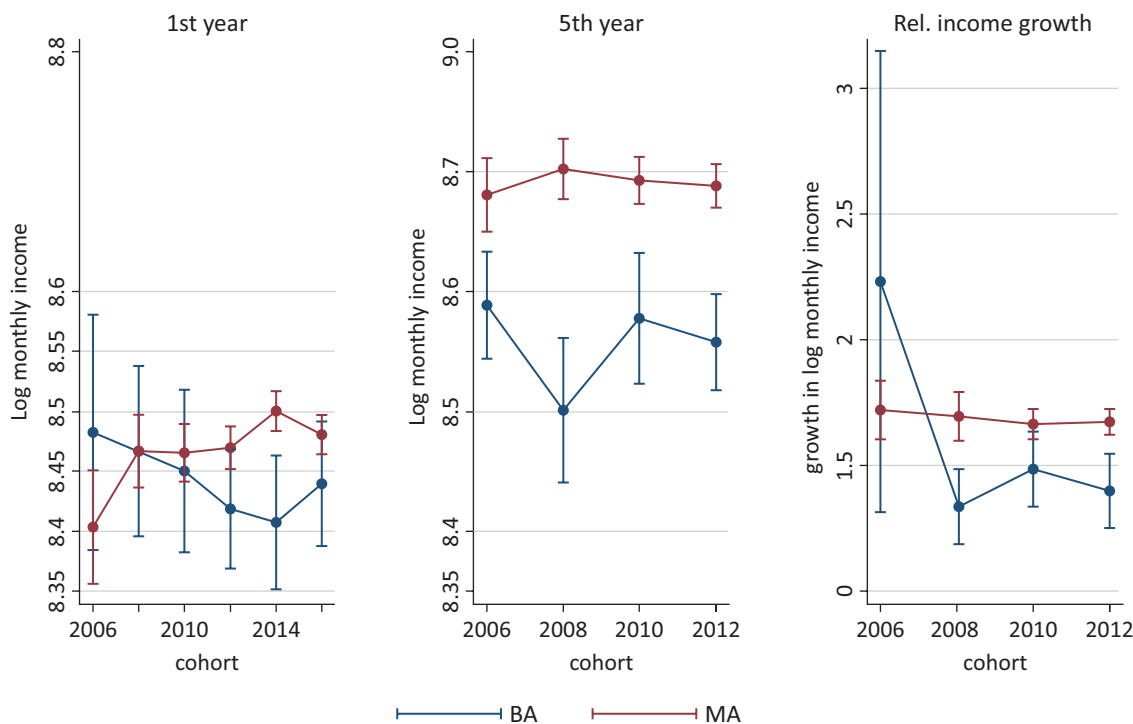 1st year
Log monthly income
8.8
8.6
8.55
8.5
8.45
8.4
8.35
2006 2010 2014
cohort
5th year
Log monthly income
9.0
8.7
8.6
8.5
8.4
8.35
2006 2008 2010 2012
cohort
Rel. income growth
growth in log monthly income
3
2.5
2
1.5
0
2006 2008 2010 2012
cohort
BA MA